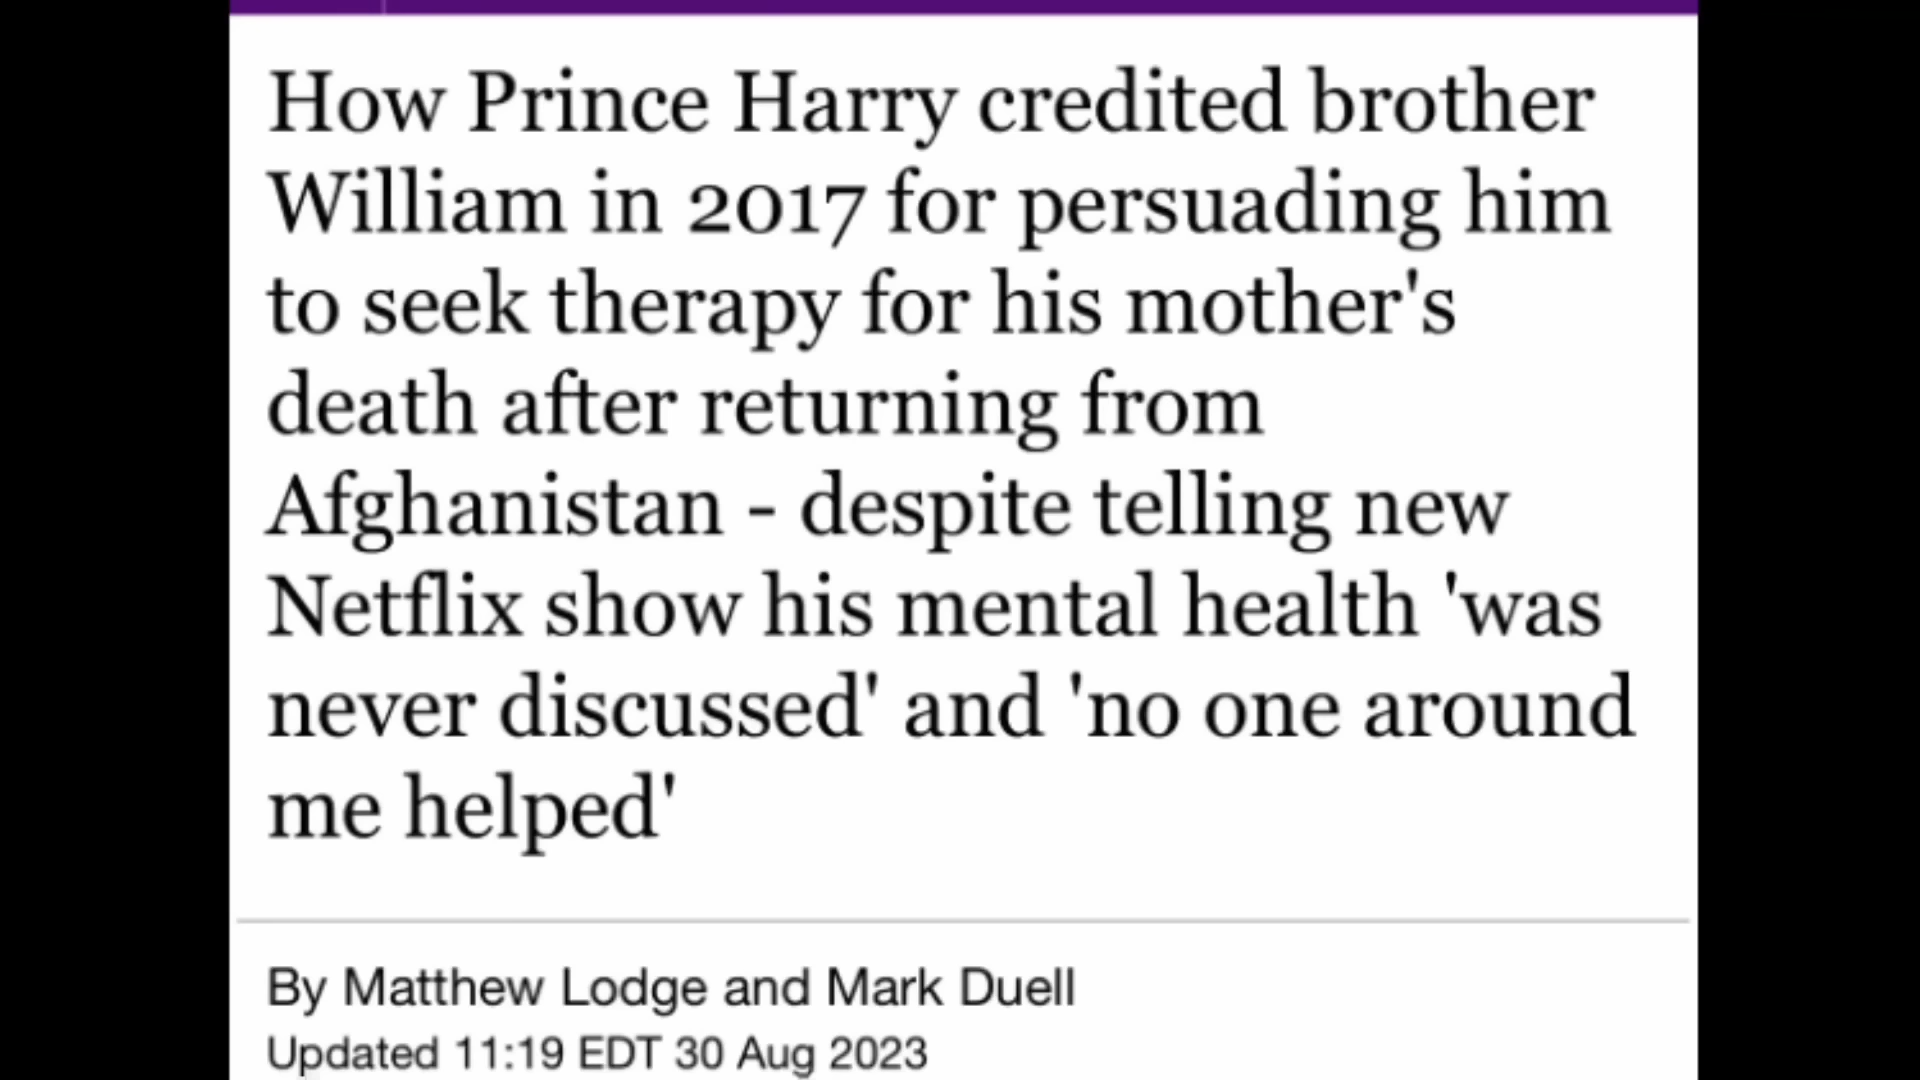 How Prince Harry credited brother
William in 2017 for persuading him
to seek therapy for his mother's
death after returning from
Afghanistan - despite telling new
Netflix show his mental health 'was
never discussed' and 'no one around
me helped'
By Matthew Lodge and Mark Duell
Updated 11:19 EDT 30 Aug 2023